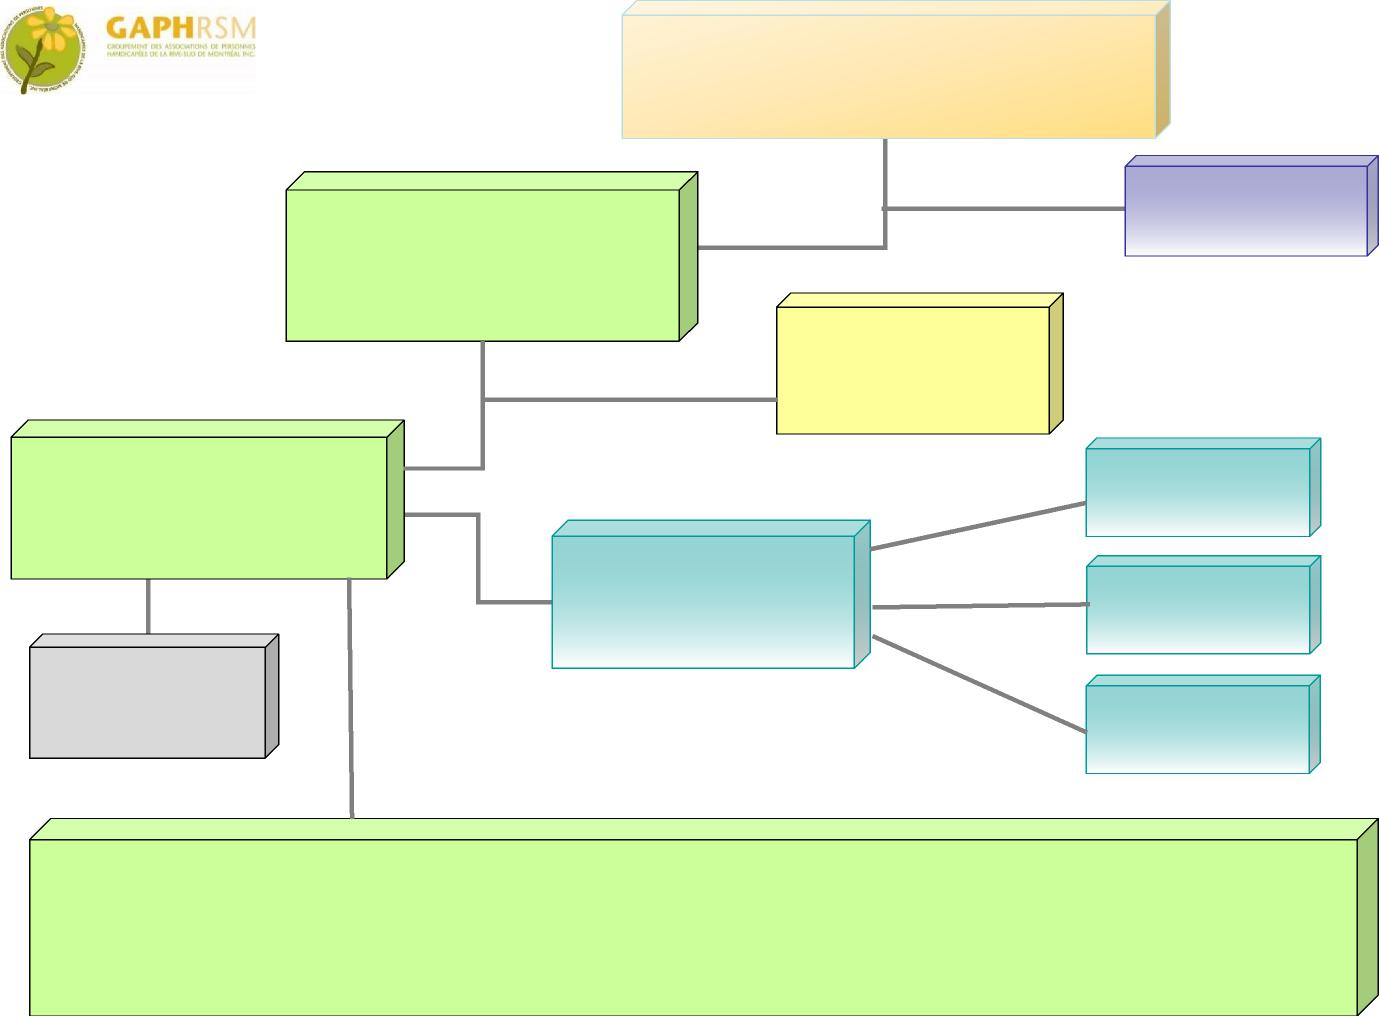 GAPHRSM
GROUPEMENT DES ASSOCIATIONS DE PERSONNES
HANDICAPÉES DE LA RIVE-SUD DE MONTRÉAL INC.